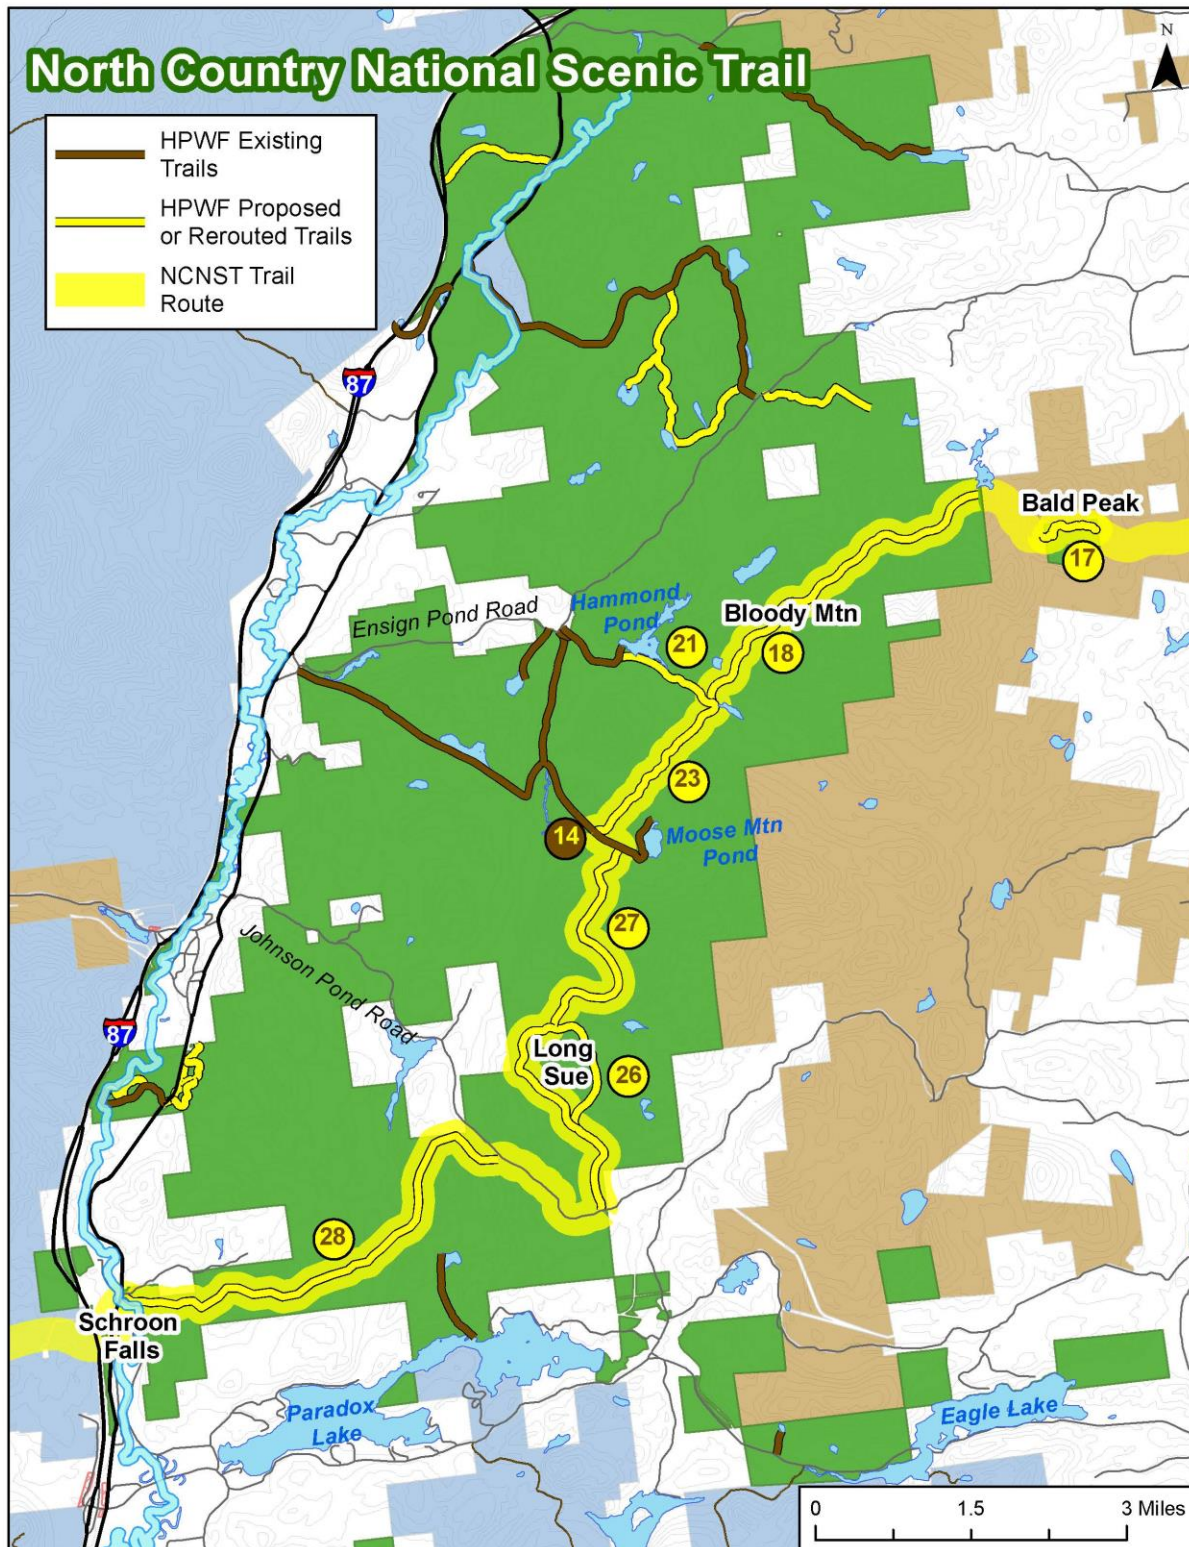 N
North Country National Scenic Trail
HPWF Existing
Trails
HPWF Proposed
or Rerouted Trails
NCNST Trail
Route
87
Bald Peak
17
Ensign Pond Road
Hammond
Pond
21
Bloody Mtn
18
23
14
Moose Mtn
Pond
27
Johnson Pond Road
87
Long
Sue
26
28
Schroon
Falls
Paradox
Lake
Eagle Lake
0 1.5 3 Miles